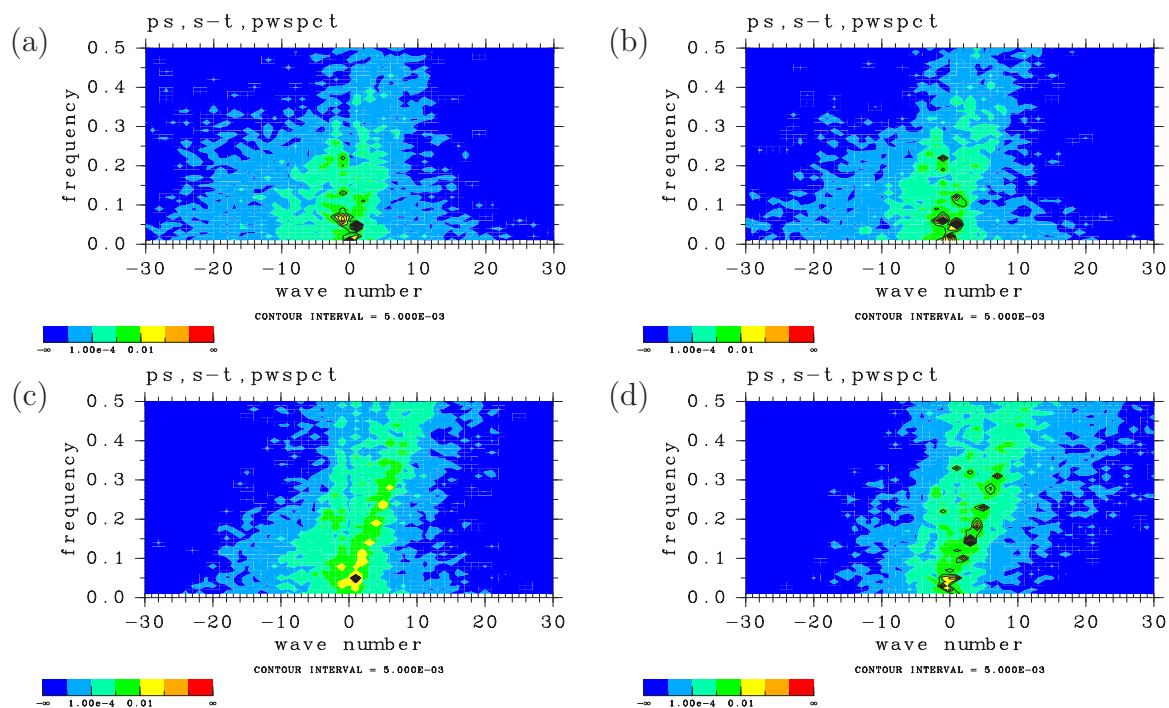 ps,s-t,pwspct
(a)
frequency
0.5
0.4
0.3
0.2
0.1
0.0
−30 −20 −10 0 10 20 30
wave number
CONTOUR INTERVAL = 5.000E-03
−∞ 1.00e-4 0.01 ∞
ps,s-t,pwspct
(b)
frequency
0.5
0.4
0.3
0.2
0.1
0.0
−30 −20 −10 0 10 20 30
wave number
CONTOUR INTERVAL = 5.000E-03
−∞ 1.00e-4 0.01 ∞
ps,s-t,pwspct
(c)
frequency
0.5
0.4
0.3
0.2
0.1
0.0
−30 −20 −10 0 10 20 30
wave number
CONTOUR INTERVAL = 5.000E-03
−∞ 1.00e-4 0.01 ∞
ps,s-t,pwspct
(d)
frequency
0.5
0.4
0.3
0.2
0.1
0.0
−30 −20 −10 0 10 20 30
wave number
CONTOUR INTERVAL = 5.000E-03
−∞ 1.00e-4 0.01 ∞